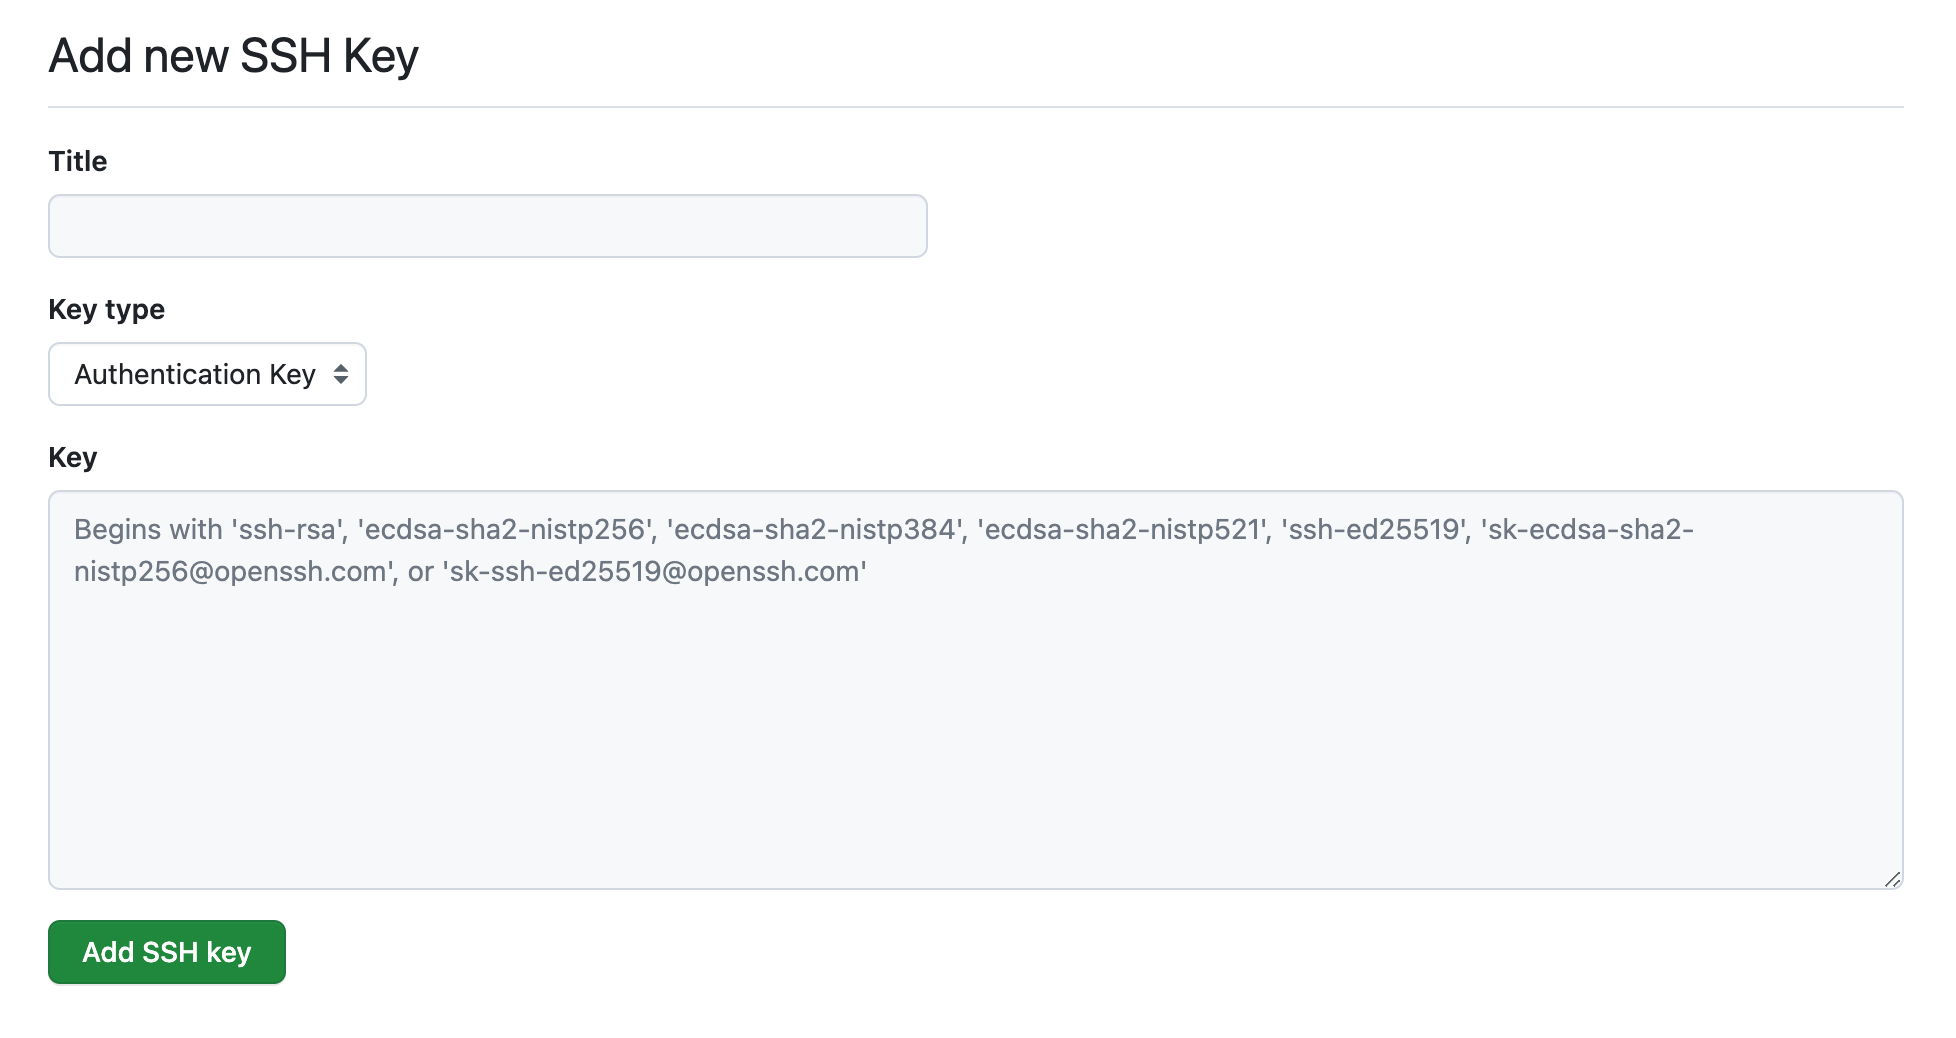 Add new SSH Key
Title
Key type
Authentication Key
Key
Begins with 'ssh-rsa', 'ecdsa-sha2-nistp256', 'ecdsa-sha2-nistp384', 'ecdsa-sha2-nistp521', 'ssh-ed25519', 'sk-ecdsa-sha2-
nistp256@openssh.com', or 'sk-ssh-ed25519@openssh.com'
Add SSH key